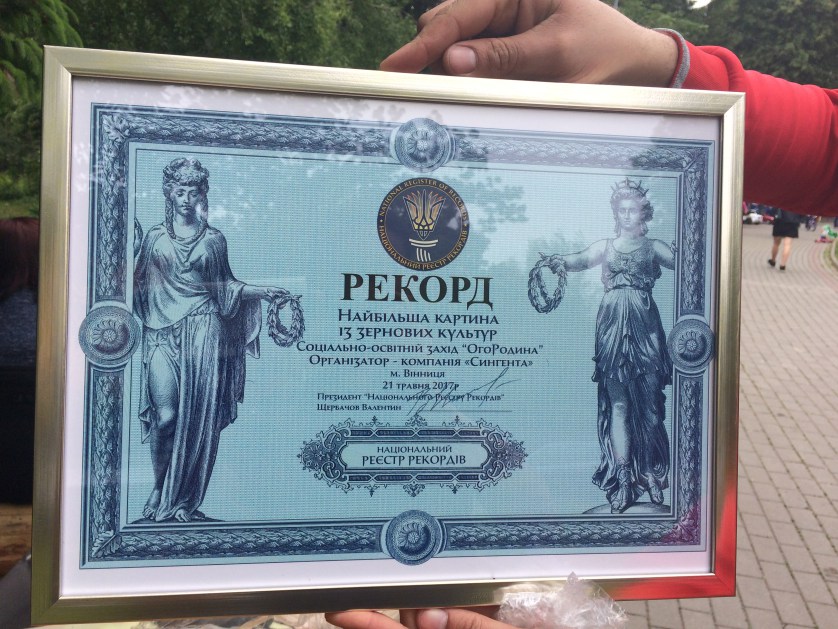 NATIONAL REGISTER OF RECORDS
НАЦІОНАЛЬНИЙ РЕЄСТР РЕКОРДІВ
РЕКОРД
Найбільша картина
із зернових культур
Соціально-освітній захід "ОгоРодина"
Організатор - компанія «Сингента»
м. Вінниця
21 травня 2017р
Президент "Національного Реєстру Рекордів"
Щербачов Валентин
НАЦІОНАЛЬНИЙ
РЕЄСТР РЕКОРДІВ